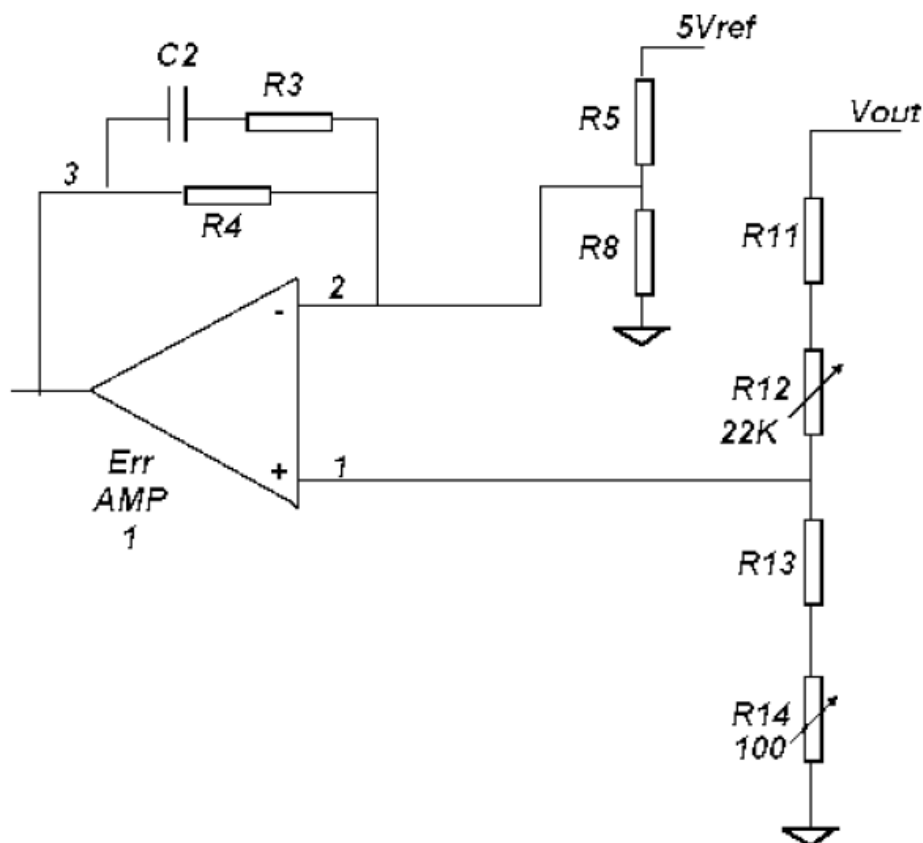 5Vref
C2
R3
R5
Vout
3
R4
R11
R8
2
-
R12
22K
Err
AMP
1
+
1
R13
R14
100